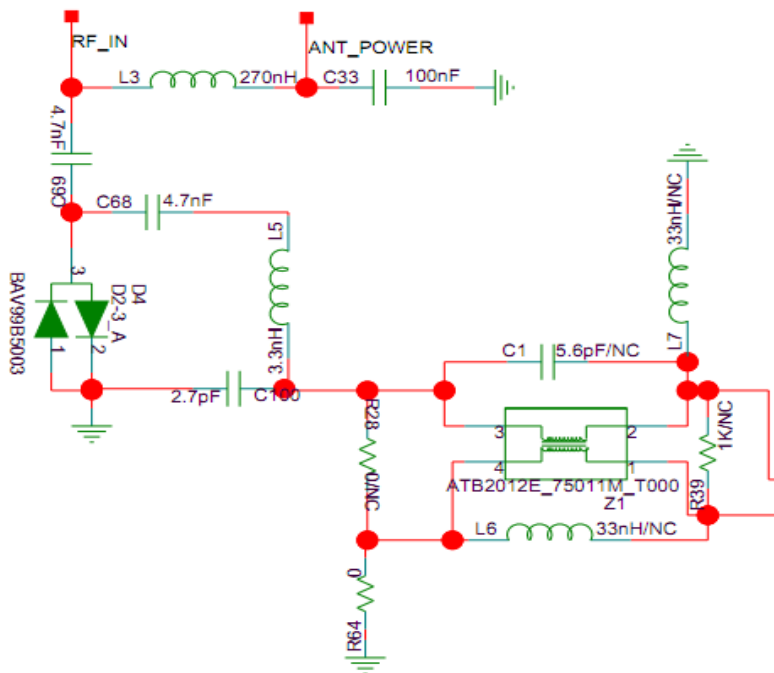 RF_IN
ANT_POWER
L3
270nH
C33
100nF
4.7nF
C69
C68
4.7nF
L5
3.3nH
33nH/NC
L7
BAV99B5003
D4
D2-3_A
3
1
2
2.7pF
C100
C1
5.6pF/NC
R28
0/NC
3
2
4
1
ATB2012E_75011M_T000
Z1
1K/NC
R39
L6
33nH/NC
0
R64